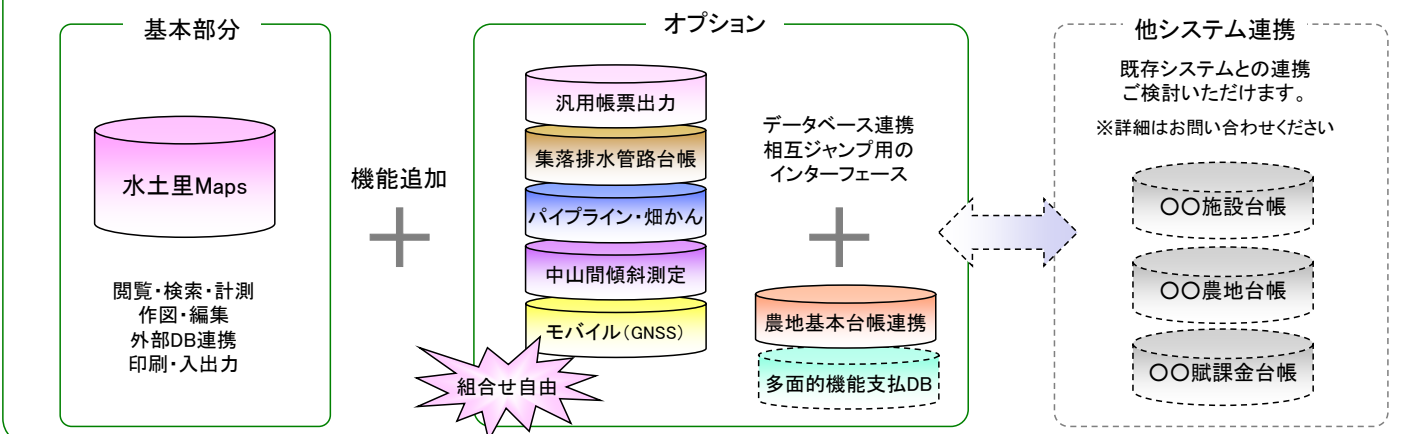 基本部分
水土里Maps
閲覧・検索・計測
作図・編集
外部DB連携
印刷・入出力
機能追加
オプション
汎用帳票出力
集落排水管路台帳
パイプライン・畑かん
中山間傾斜測定
モバイル(GNSS)
組合せ自由
データベース連携
相互ジャンプ用の
インターフェース
農地基本台帳連携
多面的機能支払DB
他システム連携
既存システムとの連携
ご検討いただけます。
※詳細はお問い合わせください
〇〇施設台帳
〇〇農地台帳
〇〇賦課金台帳